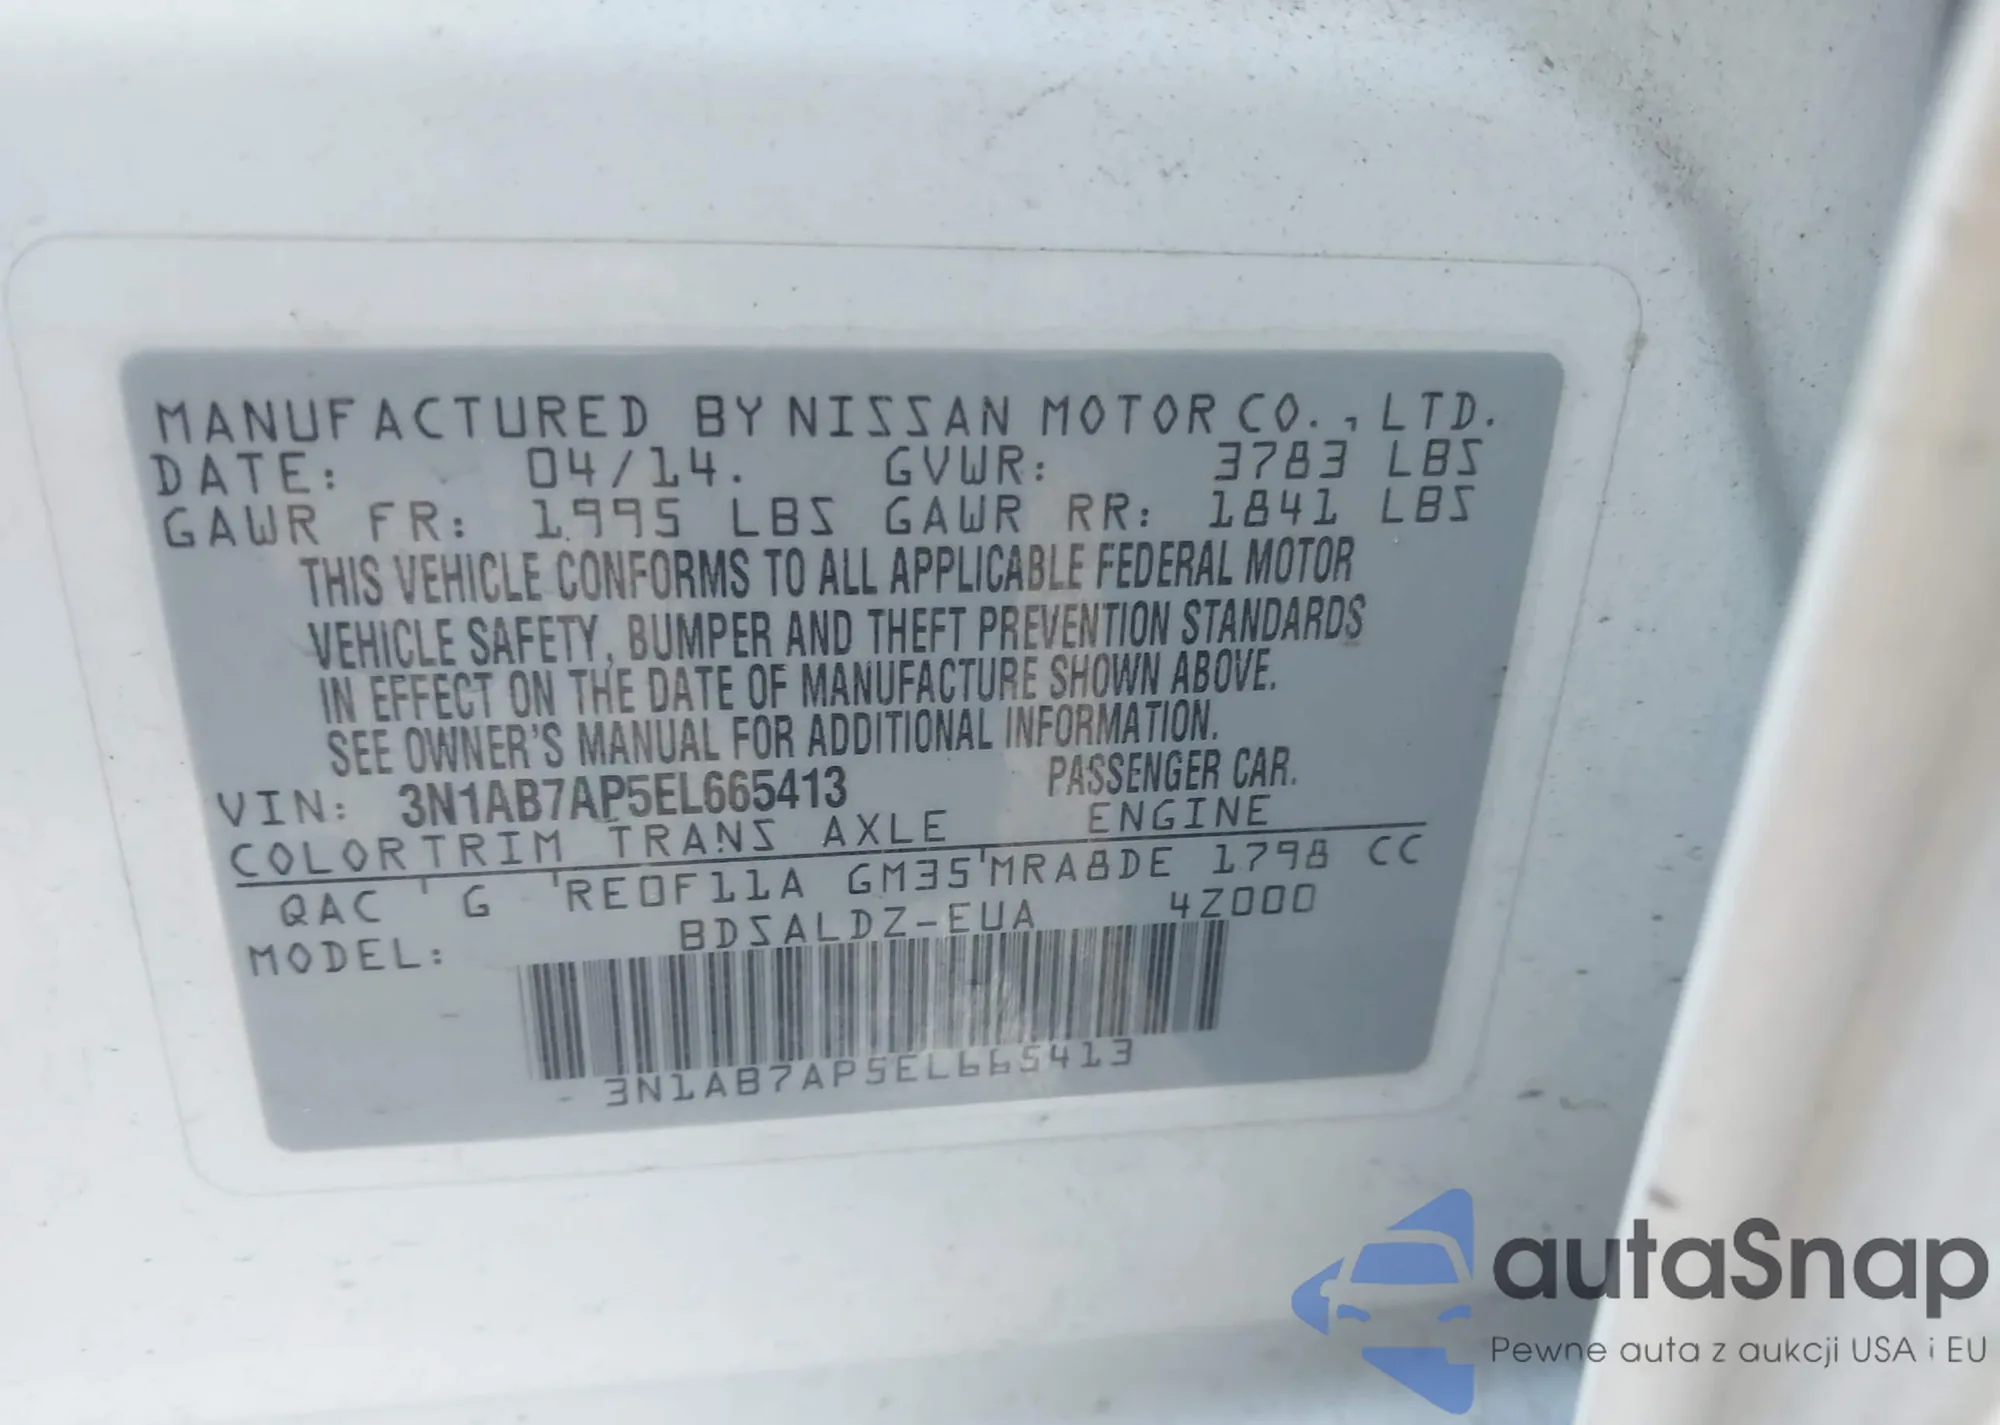 MANUFACTURED BY NISSAN MOTOR CO., LTD.
DATE: 04/14. GVWR: 3783 LBS
GAWR FR: 1995 LBS GAWR RR: 1841 LBS
THIS VEHICLE CONFORMS TO ALL APPLICABLE FEDERAL MOTOR
VEHICLE SAFETY, BUMPER AND THEFT PREVENTION STANDARDS
IN EFFECT ON THE DATE OF MANUFACTURE SHOWN ABOVE.
SEE OWNER'S MANUAL FOR ADDITIONAL INFORMATION.
VIN: 3N1AB7AP5EL665413 PASSENGER CAR.
COLOR TRIM TRANS AXLE ENGINE
QAC G RE0F11A GM35 MRA8DE 1798 CC
MODEL: BDSALDZ-EUA 4Z000
3N1AB7AP5EL665413
autaSnap
Pewne auta z aukcji USA i EU